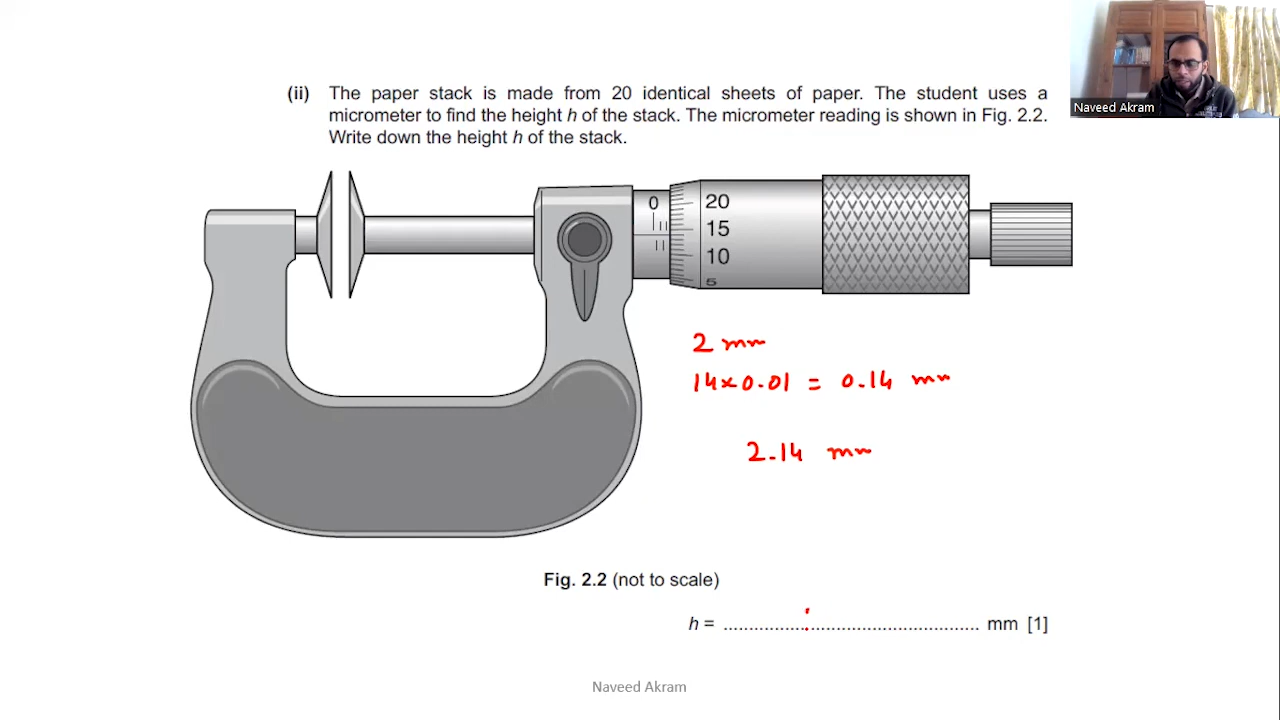 Naveed Akram
(ii) The paper stack is made from 20 identical sheets of paper. The student uses a
micrometer to find the height h of the stack. The micrometer reading is shown in Fig. 2.2.
Write down the height h of the stack.
0
20
15
10
5
2 mm
14×0.01 = 0.14 mm
2.14 mm
Fig. 2.2 (not to scale)
h = .................................................. mm [1]
Naveed Akram